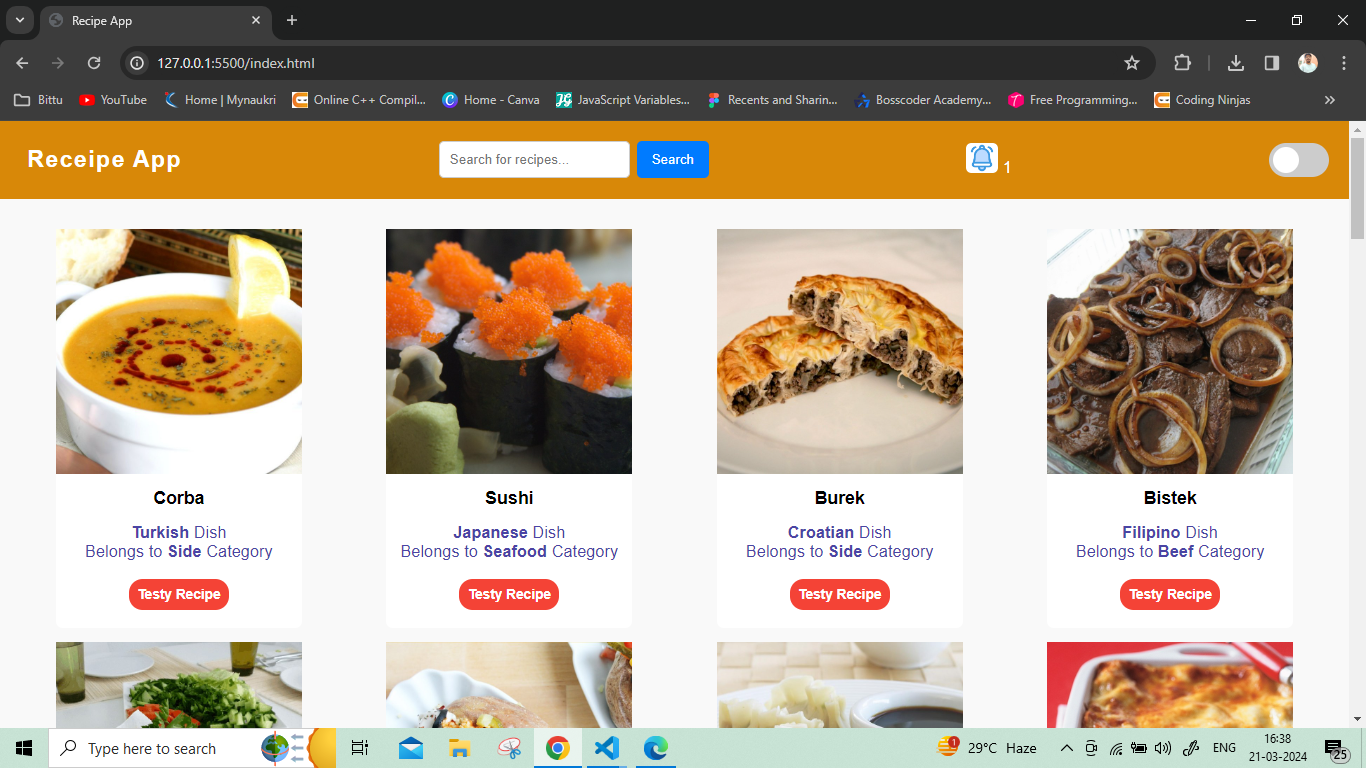 Recipe App
127.0.0.1:5500/index.html
Bittu
YouTube
Home | Mynaukri
Online C++ Compil...
Home - Canva
JavaScript Variables...
Recents and Sharin...
Bosscoder Academy...
Free Programming...
Coding Ninjas
Receipe App
Search for recipes...
Search
1
Corba
Turkish Dish
Belongs to Side Category
Testy Recipe
Sushi
Japanese Dish
Belongs to Seafood Category
Testy Recipe
Burek
Croatian Dish
Belongs to Side Category
Testy Recipe
Bistek
Filipino Dish
Belongs to Beef Category
Testy Recipe
Type here to search
1
29°C Haze
ENG
16:38
21-03-2024
25